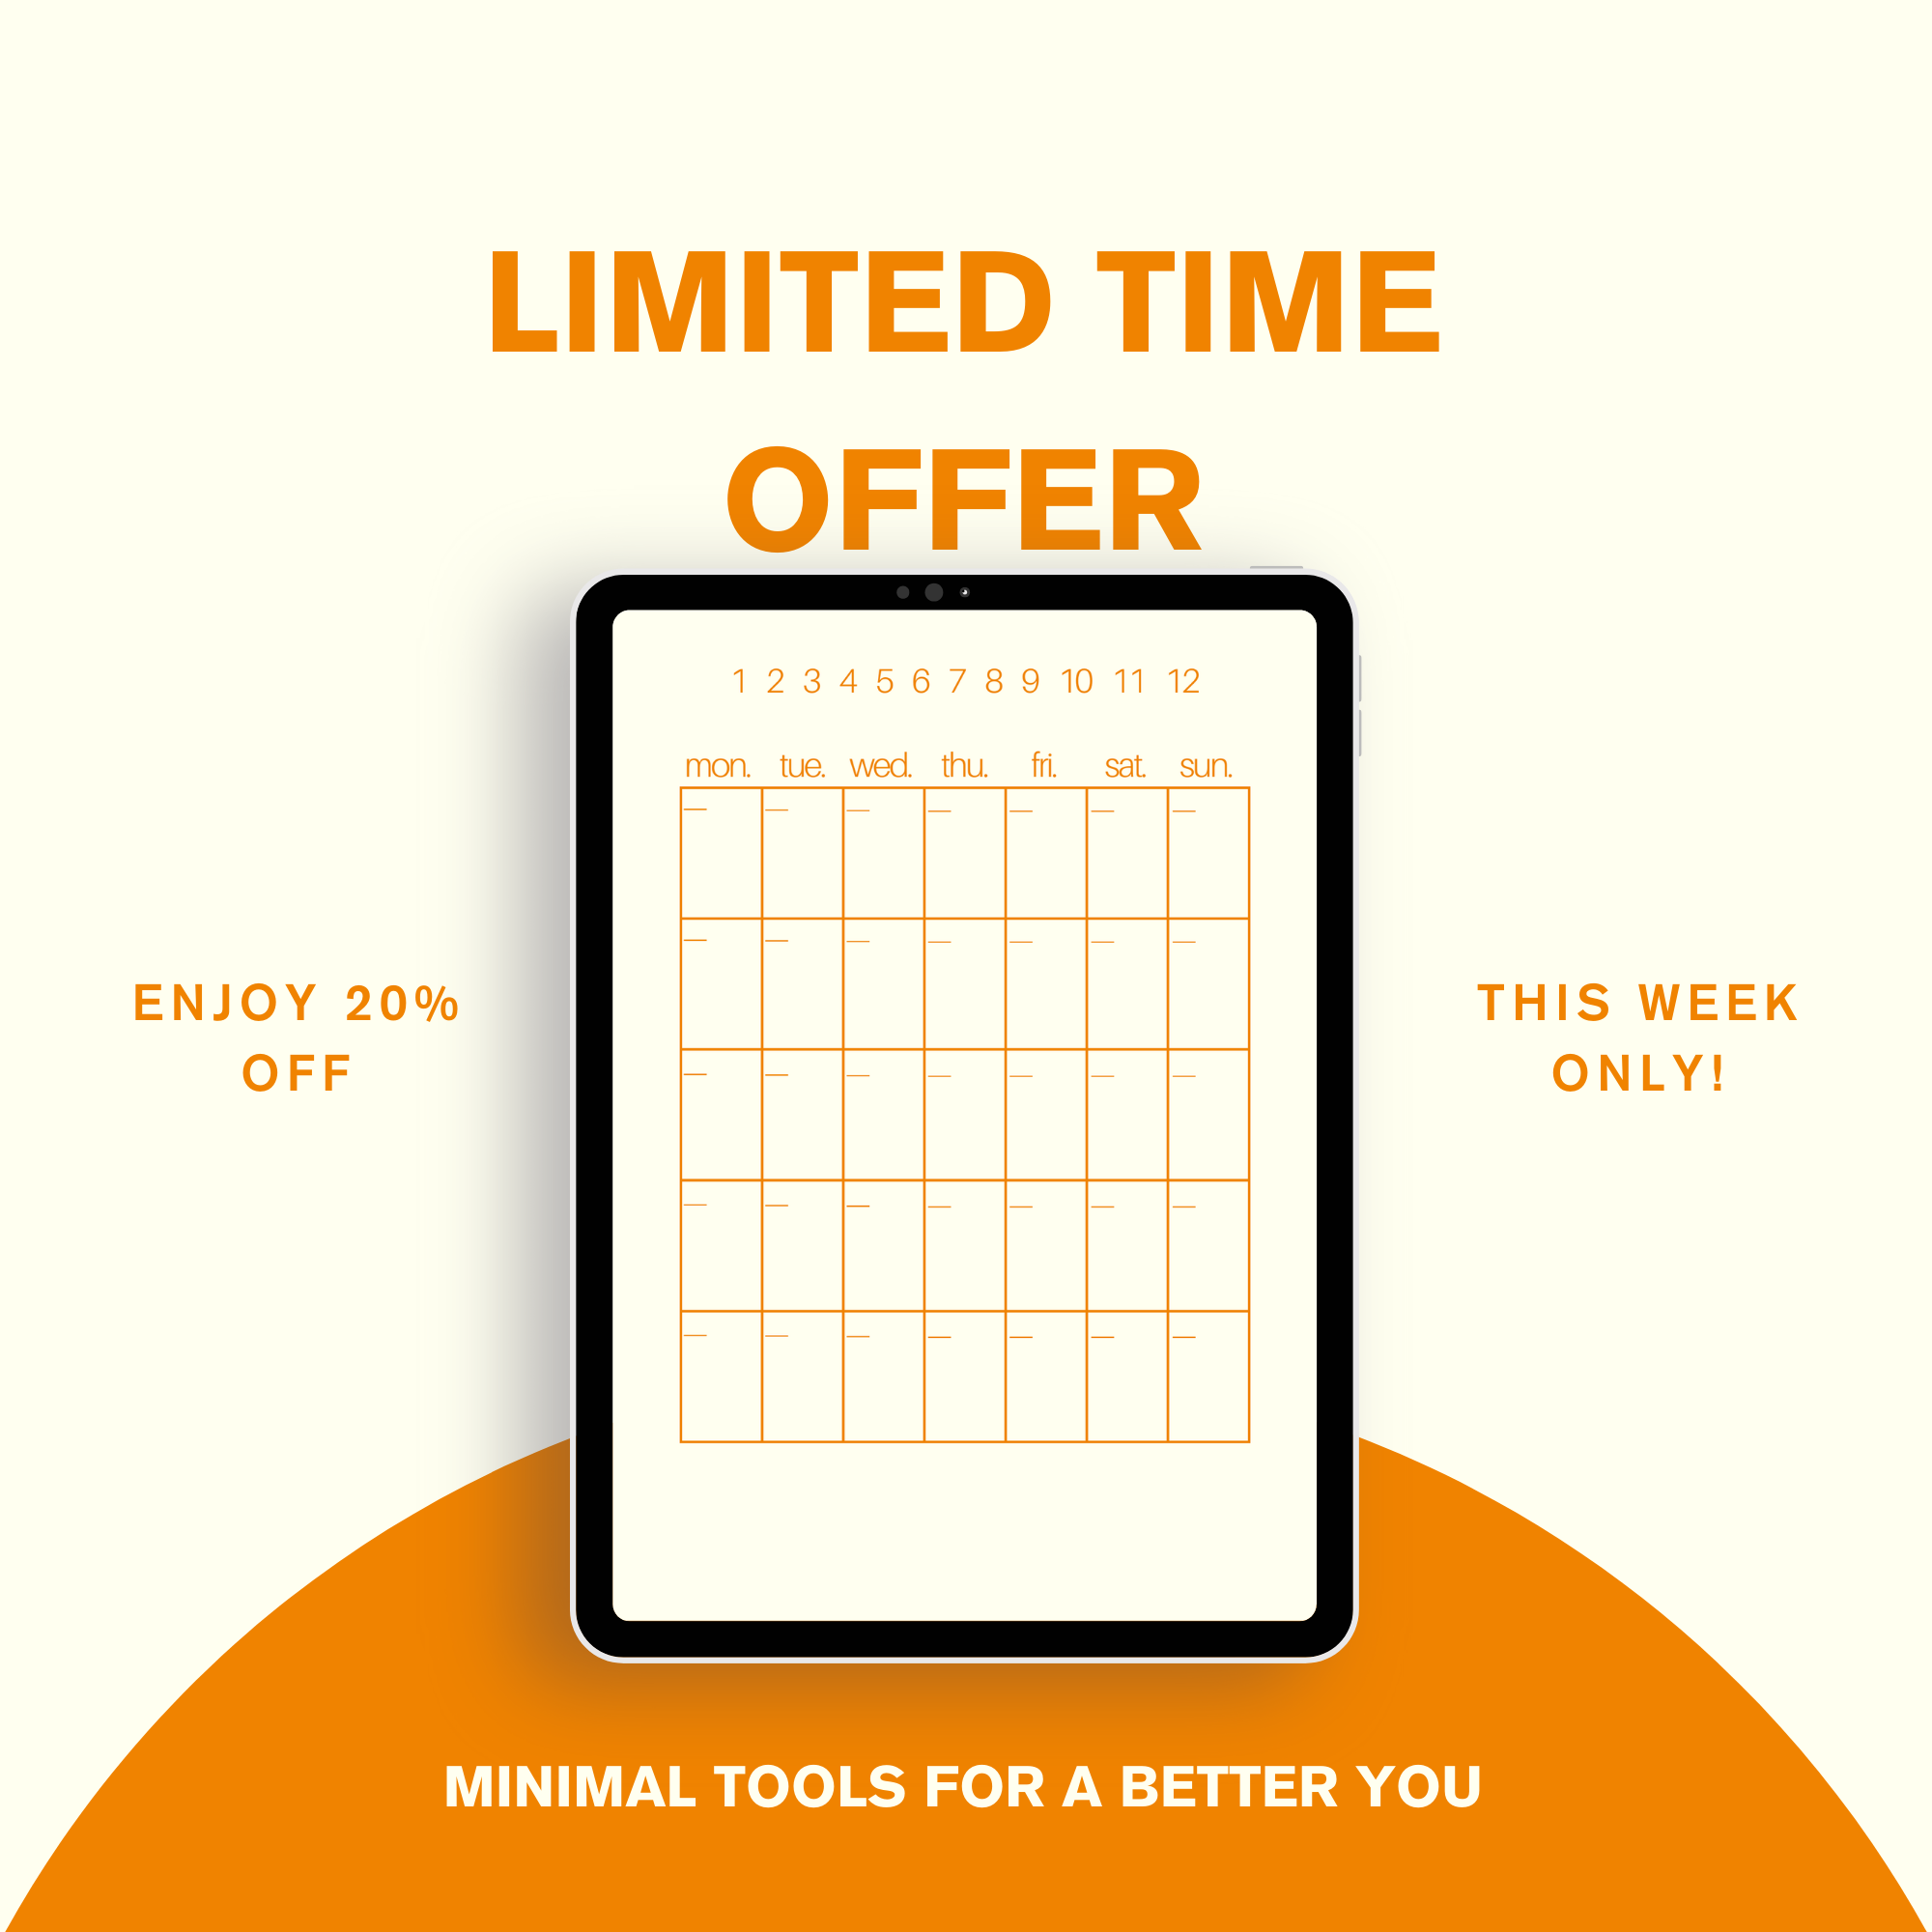 LIMITED TIME
OFFER
1 2 3 4 5 6 7 8 9 10 11 12
mon. tue. wed. thu. fri. sat. sun.
ENJOY 20%
OFF
THIS WEEK
ONLY!
MINIMAL TOOLS FOR A BETTER YOU